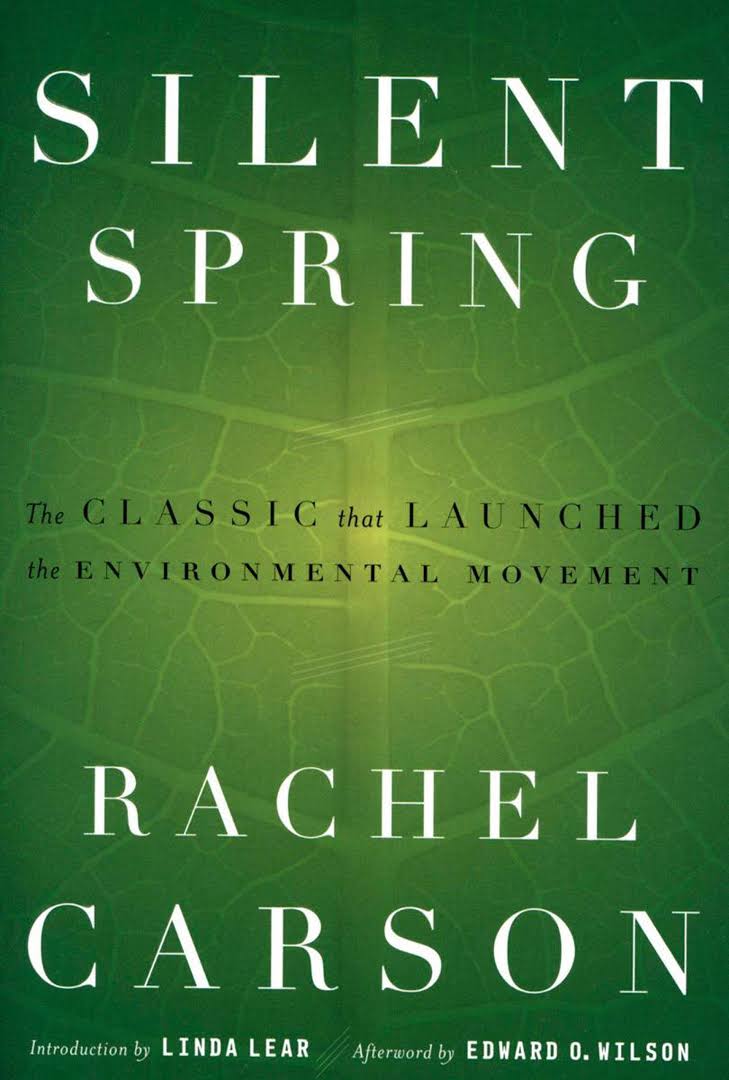 SILENT
SPRING
The CLASSIC that LAUNCHED
the ENVIRONMENTAL MOVEMENT
RACHEL
CARSON
Introduction by LINDA LEAR Afterword by EDWARD O. WILSON